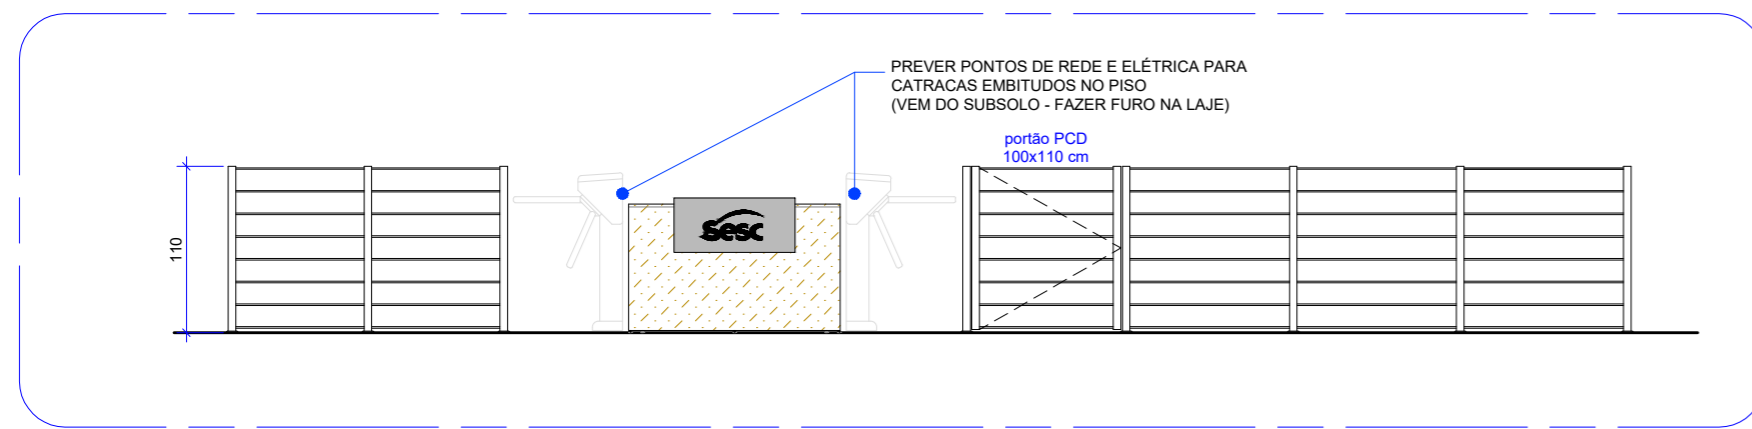 PREVER PONTOS DE REDE E ELÉTRICA PARA
CATRACAS EMBITUDOS NO PISO
(VEM DO SUBSOLO - FAZER FURO NA LAJE)
portão PCD
100x110 cm
110
sesc